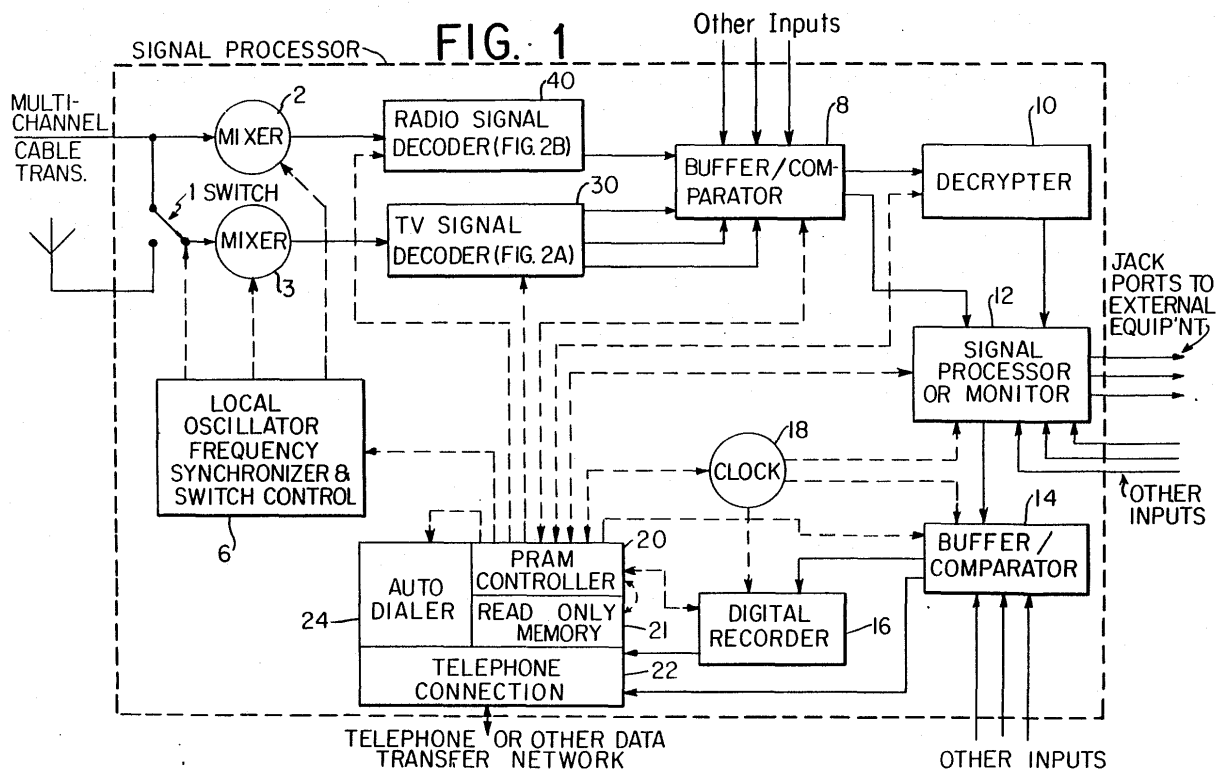 FIG. 1
Other Inputs
SIGNAL PROCESSOR
MULTI-
CHANNEL
CABLE
TRANS.
2
MIXER
40
RADIO SIGNAL
DECODER (FIG. 2B)
8
BUFFER/COM-
PARATOR
10
DECRYPTER
1 SWITCH
MIXER
3
30
TV SIGNAL
DECODER (FIG. 2A)
JACK
PORTS TO
EXTERNAL
EQUIP'NT.
12
SIGNAL
PROCESSOR
OR MONITOR
LOCAL
OSCILLATOR
FREQUENCY
SYNCHRONIZER &
SWITCH CONTROL
6
18
CLOCK
OTHER
INPUTS
14
BUFFER/
COMPARATOR
AUTO
DIALER
24
PRAM
CONTROLLER
20
READ ONLY
MEMORY
21
DIGITAL
RECORDER
16
TELEPHONE
CONNECTION
22
TELEPHONE OR OTHER DATA
TRANSFER NETWORK
OTHER INPUTS